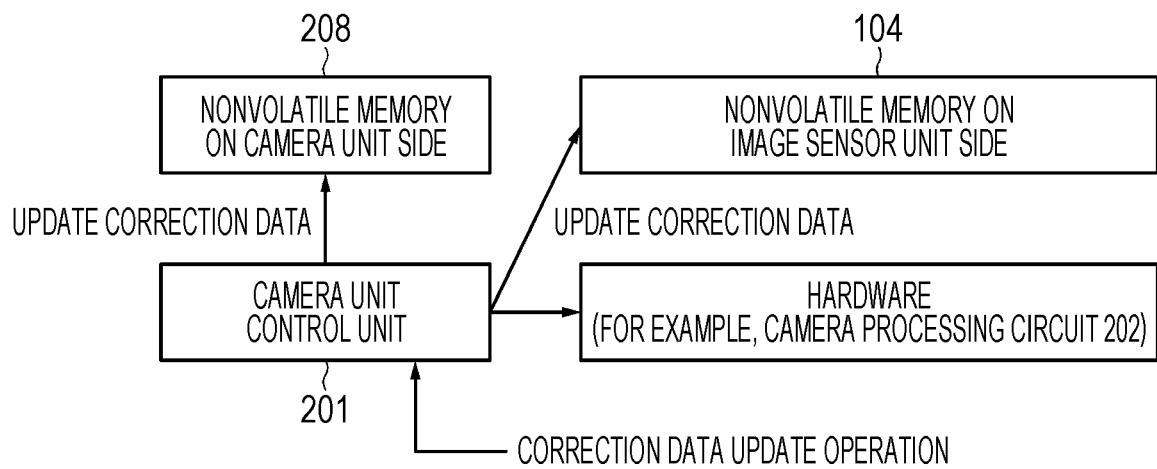 208
104
NONVOLATILE MEMORY
ON CAMERA UNIT SIDE
NONVOLATILE MEMORY ON
IMAGE SENSOR UNIT SIDE
UPDATE CORRECTION DATA
UPDATE CORRECTION DATA
CAMERA UNIT
CONTROL UNIT
HARDWARE
(FOR EXAMPLE, CAMERA PROCESSING CIRCUIT 202)
201
CORRECTION DATA UPDATE OPERATION